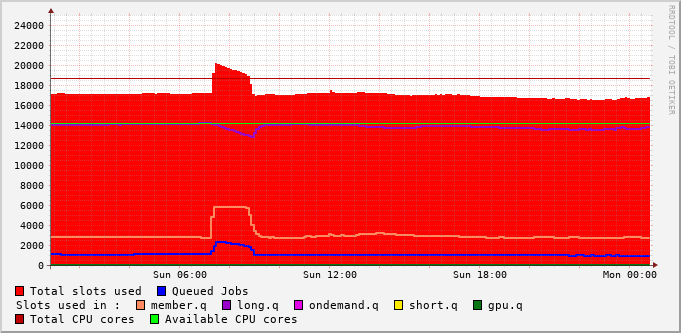 RRDTOOL / TOBI OETIKER
24000
22000
20000
18000
16000
14000
12000
10000
8000
6000
4000
2000
0
Sun 06:00 Sun 12:00 Sun 18:00 Mon 00:00
Total slots used Queued Jobs
Slots used in : member.q long.q ondemand.q short.q gpu.q
Total CPU cores Available CPU cores